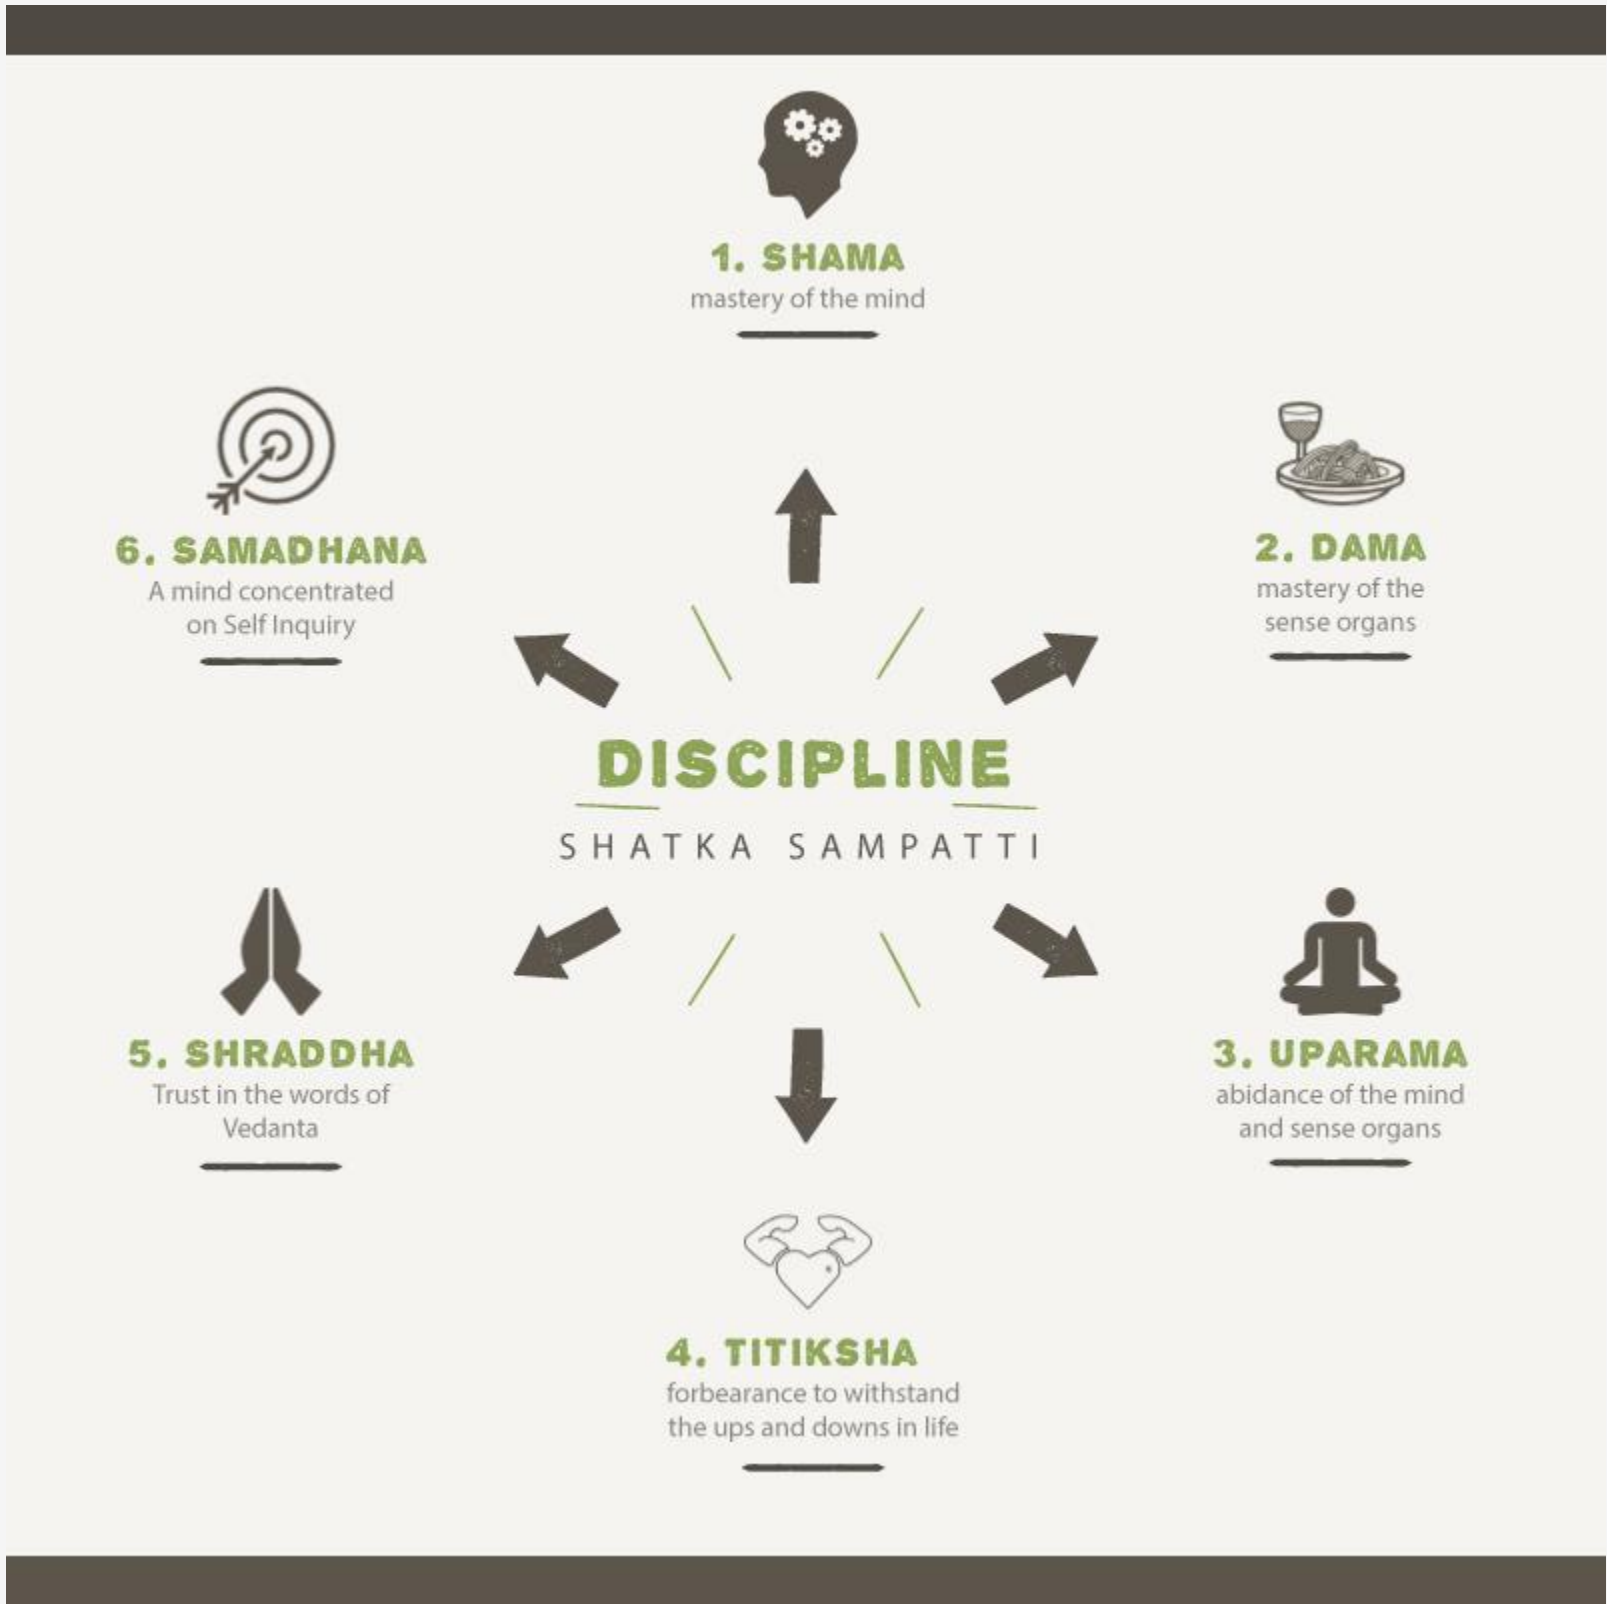 1. SHAMA
mastery of the mind
2. DAMA
mastery of the
sense organs
3. UPARAMA
abidance of the mind
and sense organs
4. TITIKSHA
forbearance to withstand
the ups and downs in life
5. SHRADDHA
Trust in the words of
Vedanta
6. SAMADHANA
A mind concentrated
on Self Inquiry
DISCIPLINE
SHATKA SAMPATTI